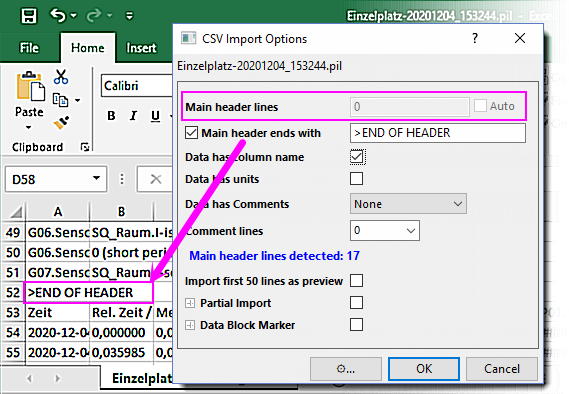 Einzelplatz-20201204_153244.pil - Exce
File
Home
Insert
Calibri
Paste
Clipboard
D58
A
B
49
G06.Senso
SQ_Raum.I-is
50
G06.Senso
0 (short peri
51
G07.Senso
SQ_Raum
52
>END OF HEADER
53
Zeit
Rel. Zeit /
Me
54
2020-12-04
0,000000
0,0
55
2020-12-04
0,035985
0,0
Einzelplatz
CSV Import Options
Einzelplatz-20201204_153244.pil
Main header lines
0
Auto
Main header ends with
>END OF HEADER
Data has column name
Data has units
Data has Comments
None
Comment lines
0
Main header lines detected: 17
Import first 50 lines as preview
Partial Import
Data Block Marker
...
OK
Cancel